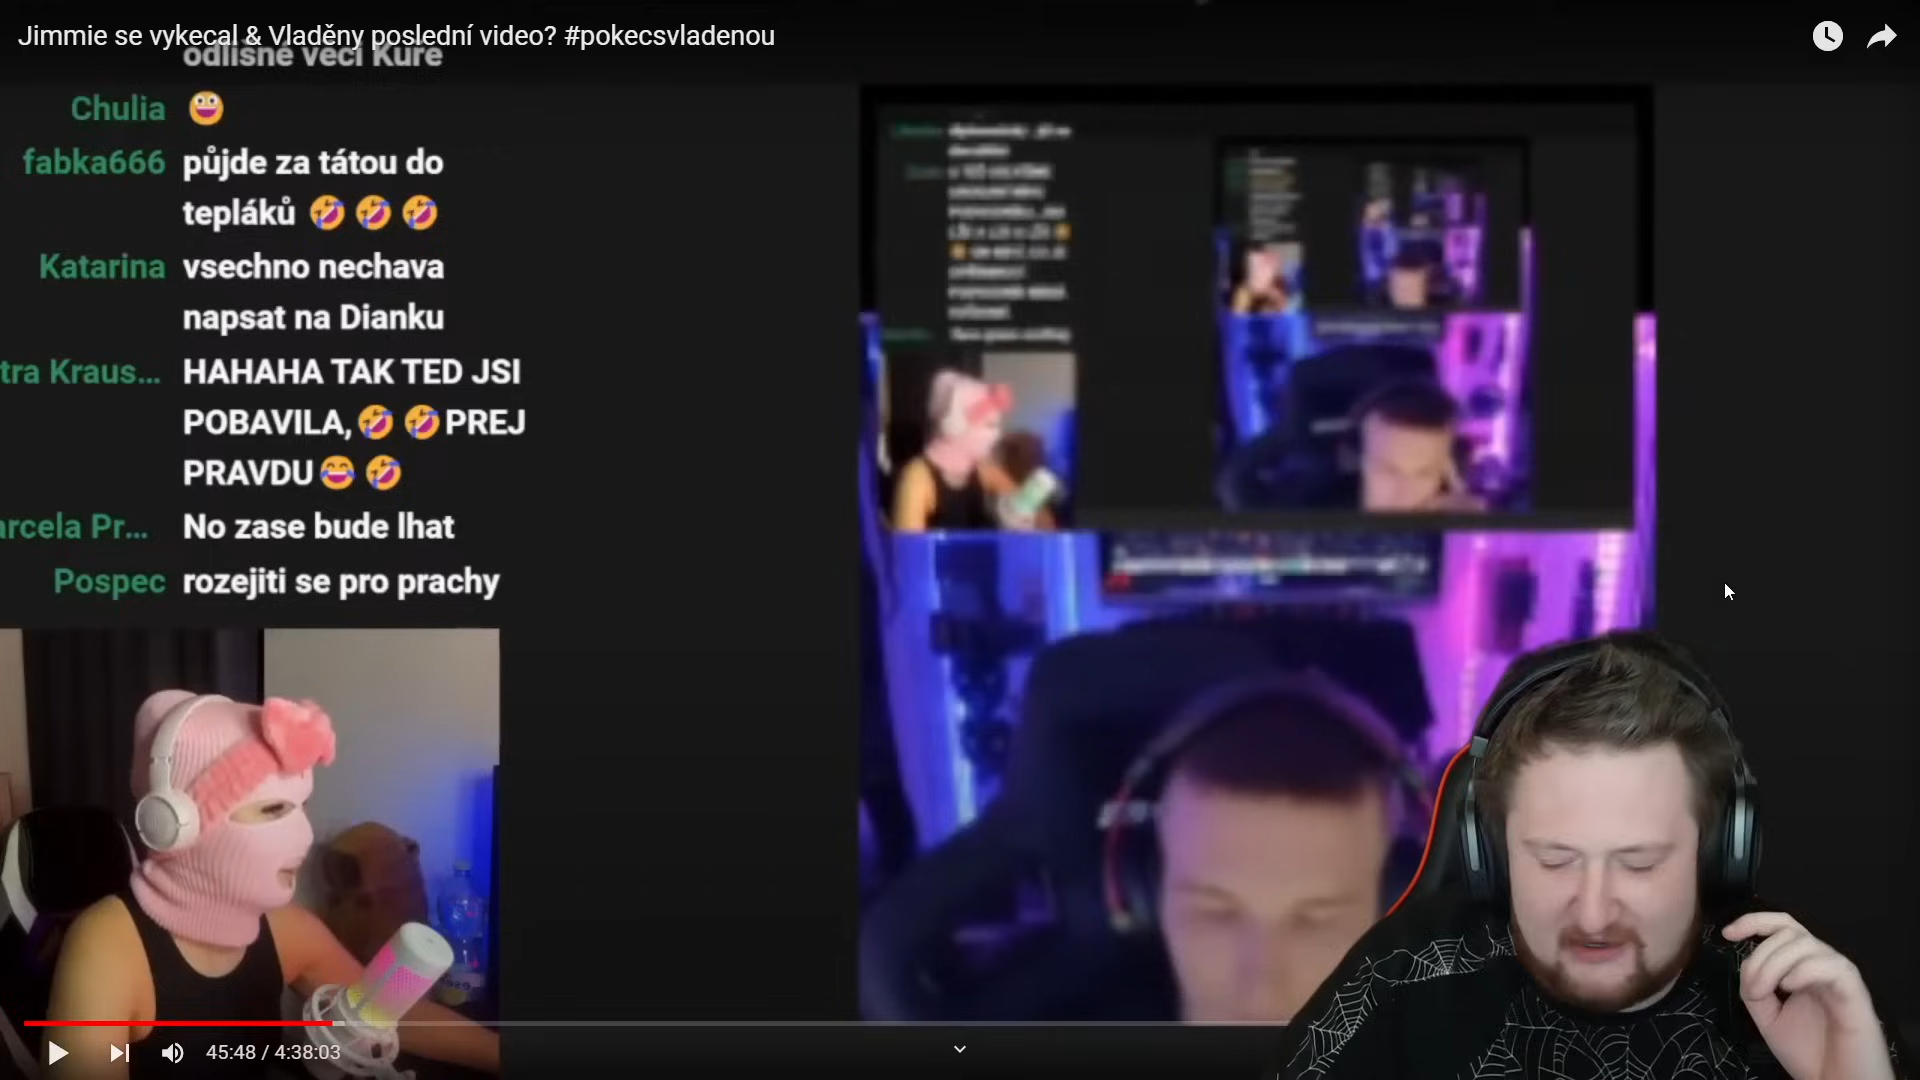 Jimmie se vykecal & Vladěny poslední video? #pokecsvladenou
odlišné věci Kure
Chulia
fabka666 půjde za tátou do
tepláků
Katarina vsechno nechava
napsat na Dianku
tra Kraus... HAHAHA TAK TED JSI
POBAVILA, PREJ
PRAVDU
arcela Pr... No zase bude lhat
Pospec rozejiti se pro prachy
45:48 / 4:38:03